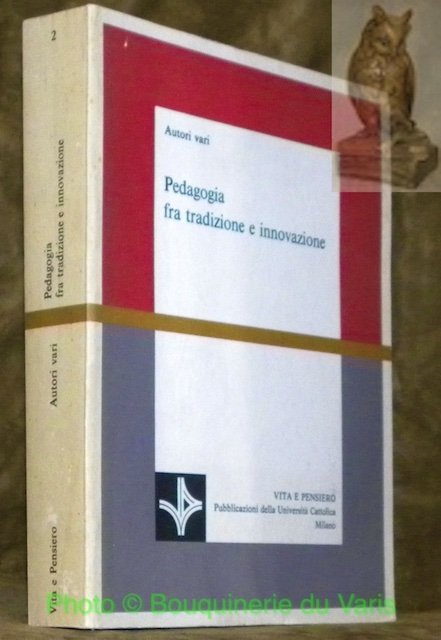 2
Pedagogia
fra tradizione e innovazione
Autori vari
Vita e Pensiero
Autori vari
Pedagogia
fra tradizione e innovazione
VITA E PENSIERO
Pubblicazioni della Università Cattolica
Milano
Photo © Bouquinerie du Varis